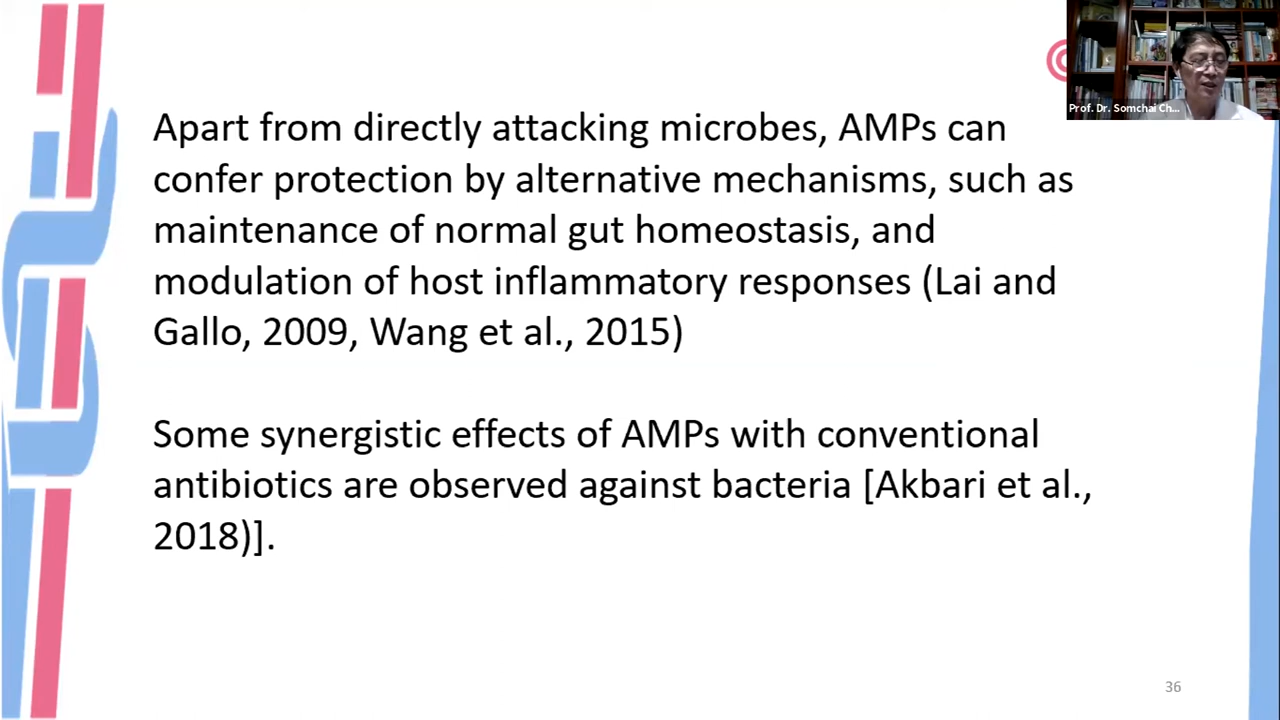 Prof. Dr. Somchai Ch...
Apart from directly attacking microbes, AMPs can
confer protection by alternative mechanisms, such as
maintenance of normal gut homeostasis, and
modulation of host inflammatory responses (Lai and
Gallo, 2009, Wang et al., 2015)
Some synergistic effects of AMPs with conventional
antibiotics are observed against bacteria [Akbari et al.,
2018)].
36